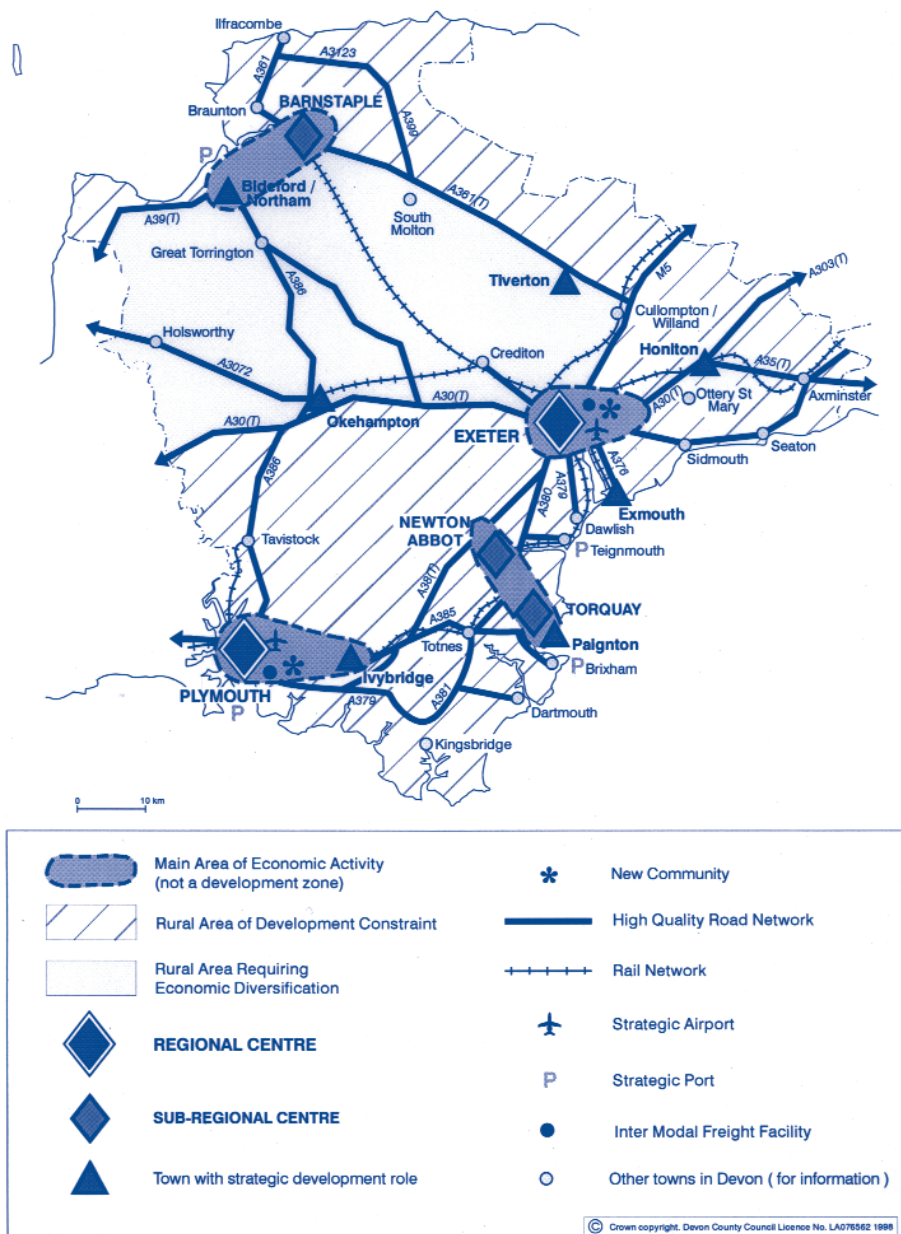 Ilfracombe
A3123
A361
Braunton
BARNSTAPLE
A399
P
Bideford /
Northam
A361(T)
South
Molton
A39(T)
Great Torrington
A386
M5
A303(T)
Tiverton
Cullompton /
Willand
Holsworthy
A3072
Crediton
Honiton
A35(T)
A30(T)
Okehampton
A30(T)
EXETER
A30(T)
Ottery St
Mary
Axminster
Seaton
Sidmouth
A386
A380
A379
A376
Exmouth
NEWTON
ABBOT
Dawlish
P Teignmouth
Tavistock
A38(T)
TORQUAY
A385
Paignton
Totnes
P Brixham
Ivybridge
PLYMOUTH
P
A379
A381
Dartmouth
Kingsbridge
0 10 km
Main Area of Economic Activity
(not a development zone)
Rural Area of Development Constraint
Rural Area Requiring
Economic Diversification
REGIONAL CENTRE
SUB-REGIONAL CENTRE
Town with strategic development role
New Community
High Quality Road Network
Rail Network
Strategic Airport
P Strategic Port
Inter Modal Freight Facility
Other towns in Devon ( for information )
© Crown copyright. Devon County Council Licence No. LA076562 1998